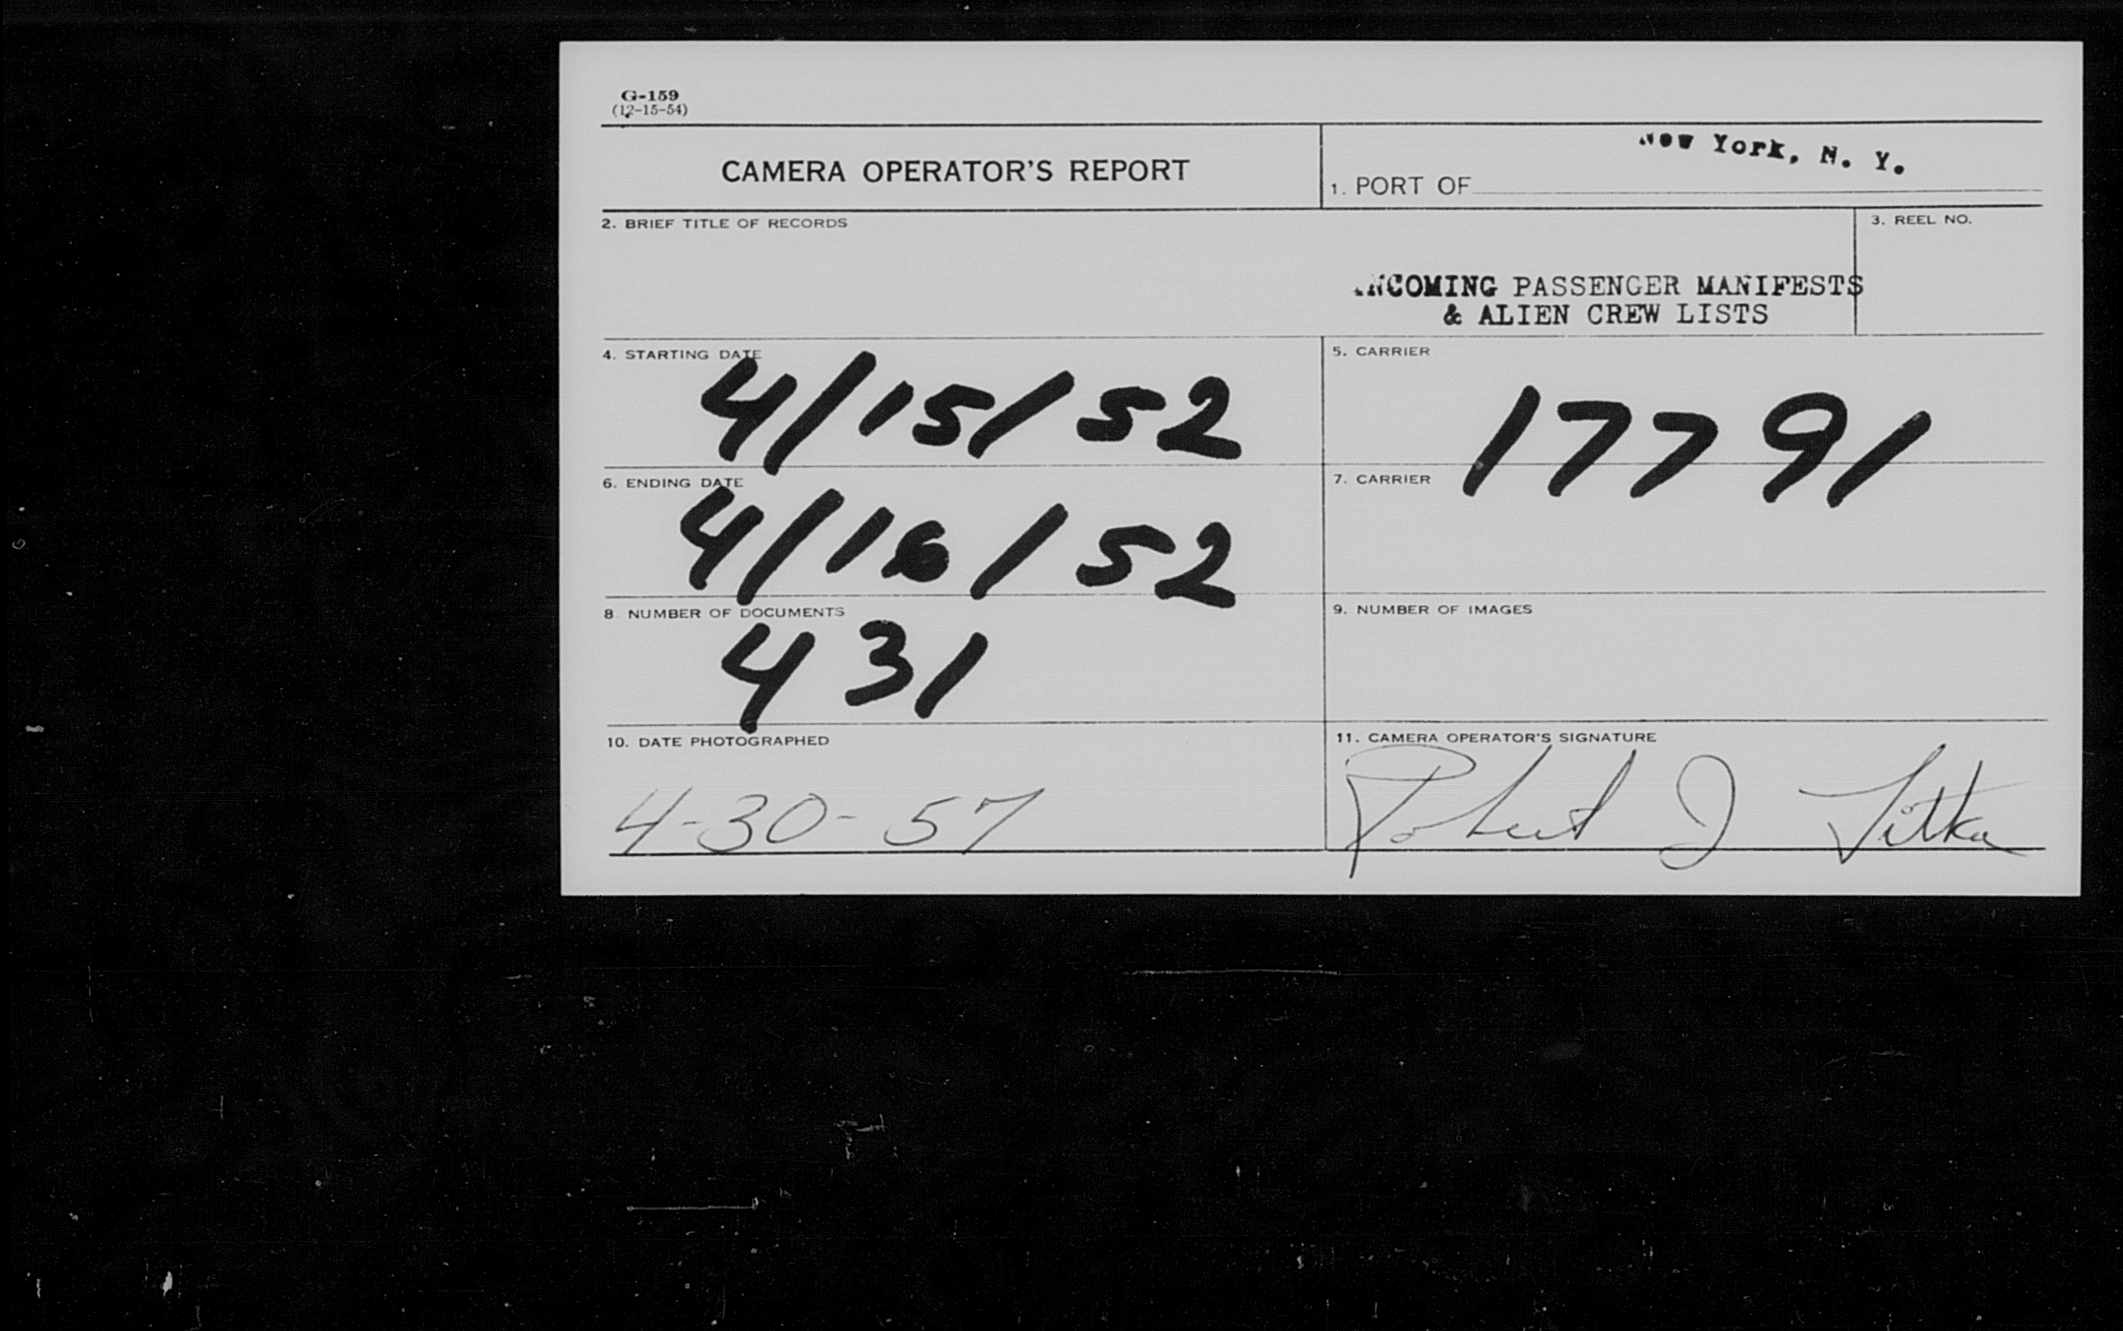 G-159
(12-15-54)
CAMERA OPERATOR'S REPORT
1. PORT OF New York, N. Y.
2. BRIEF TITLE OF RECORDS
3. REEL NO.
INCOMING PASSENGER MANIFESTS
& ALIEN CREW LISTS
4. STARTING DATE
4/15/52
5. CARRIER
17791
6. ENDING DATE
4/16/52
7. CARRIER
8 NUMBER OF DOCUMENTS
431
9. NUMBER OF IMAGES
10. DATE PHOTOGRAPHED
4-30-57
11. CAMERA OPERATOR'S SIGNATURE
Robert J